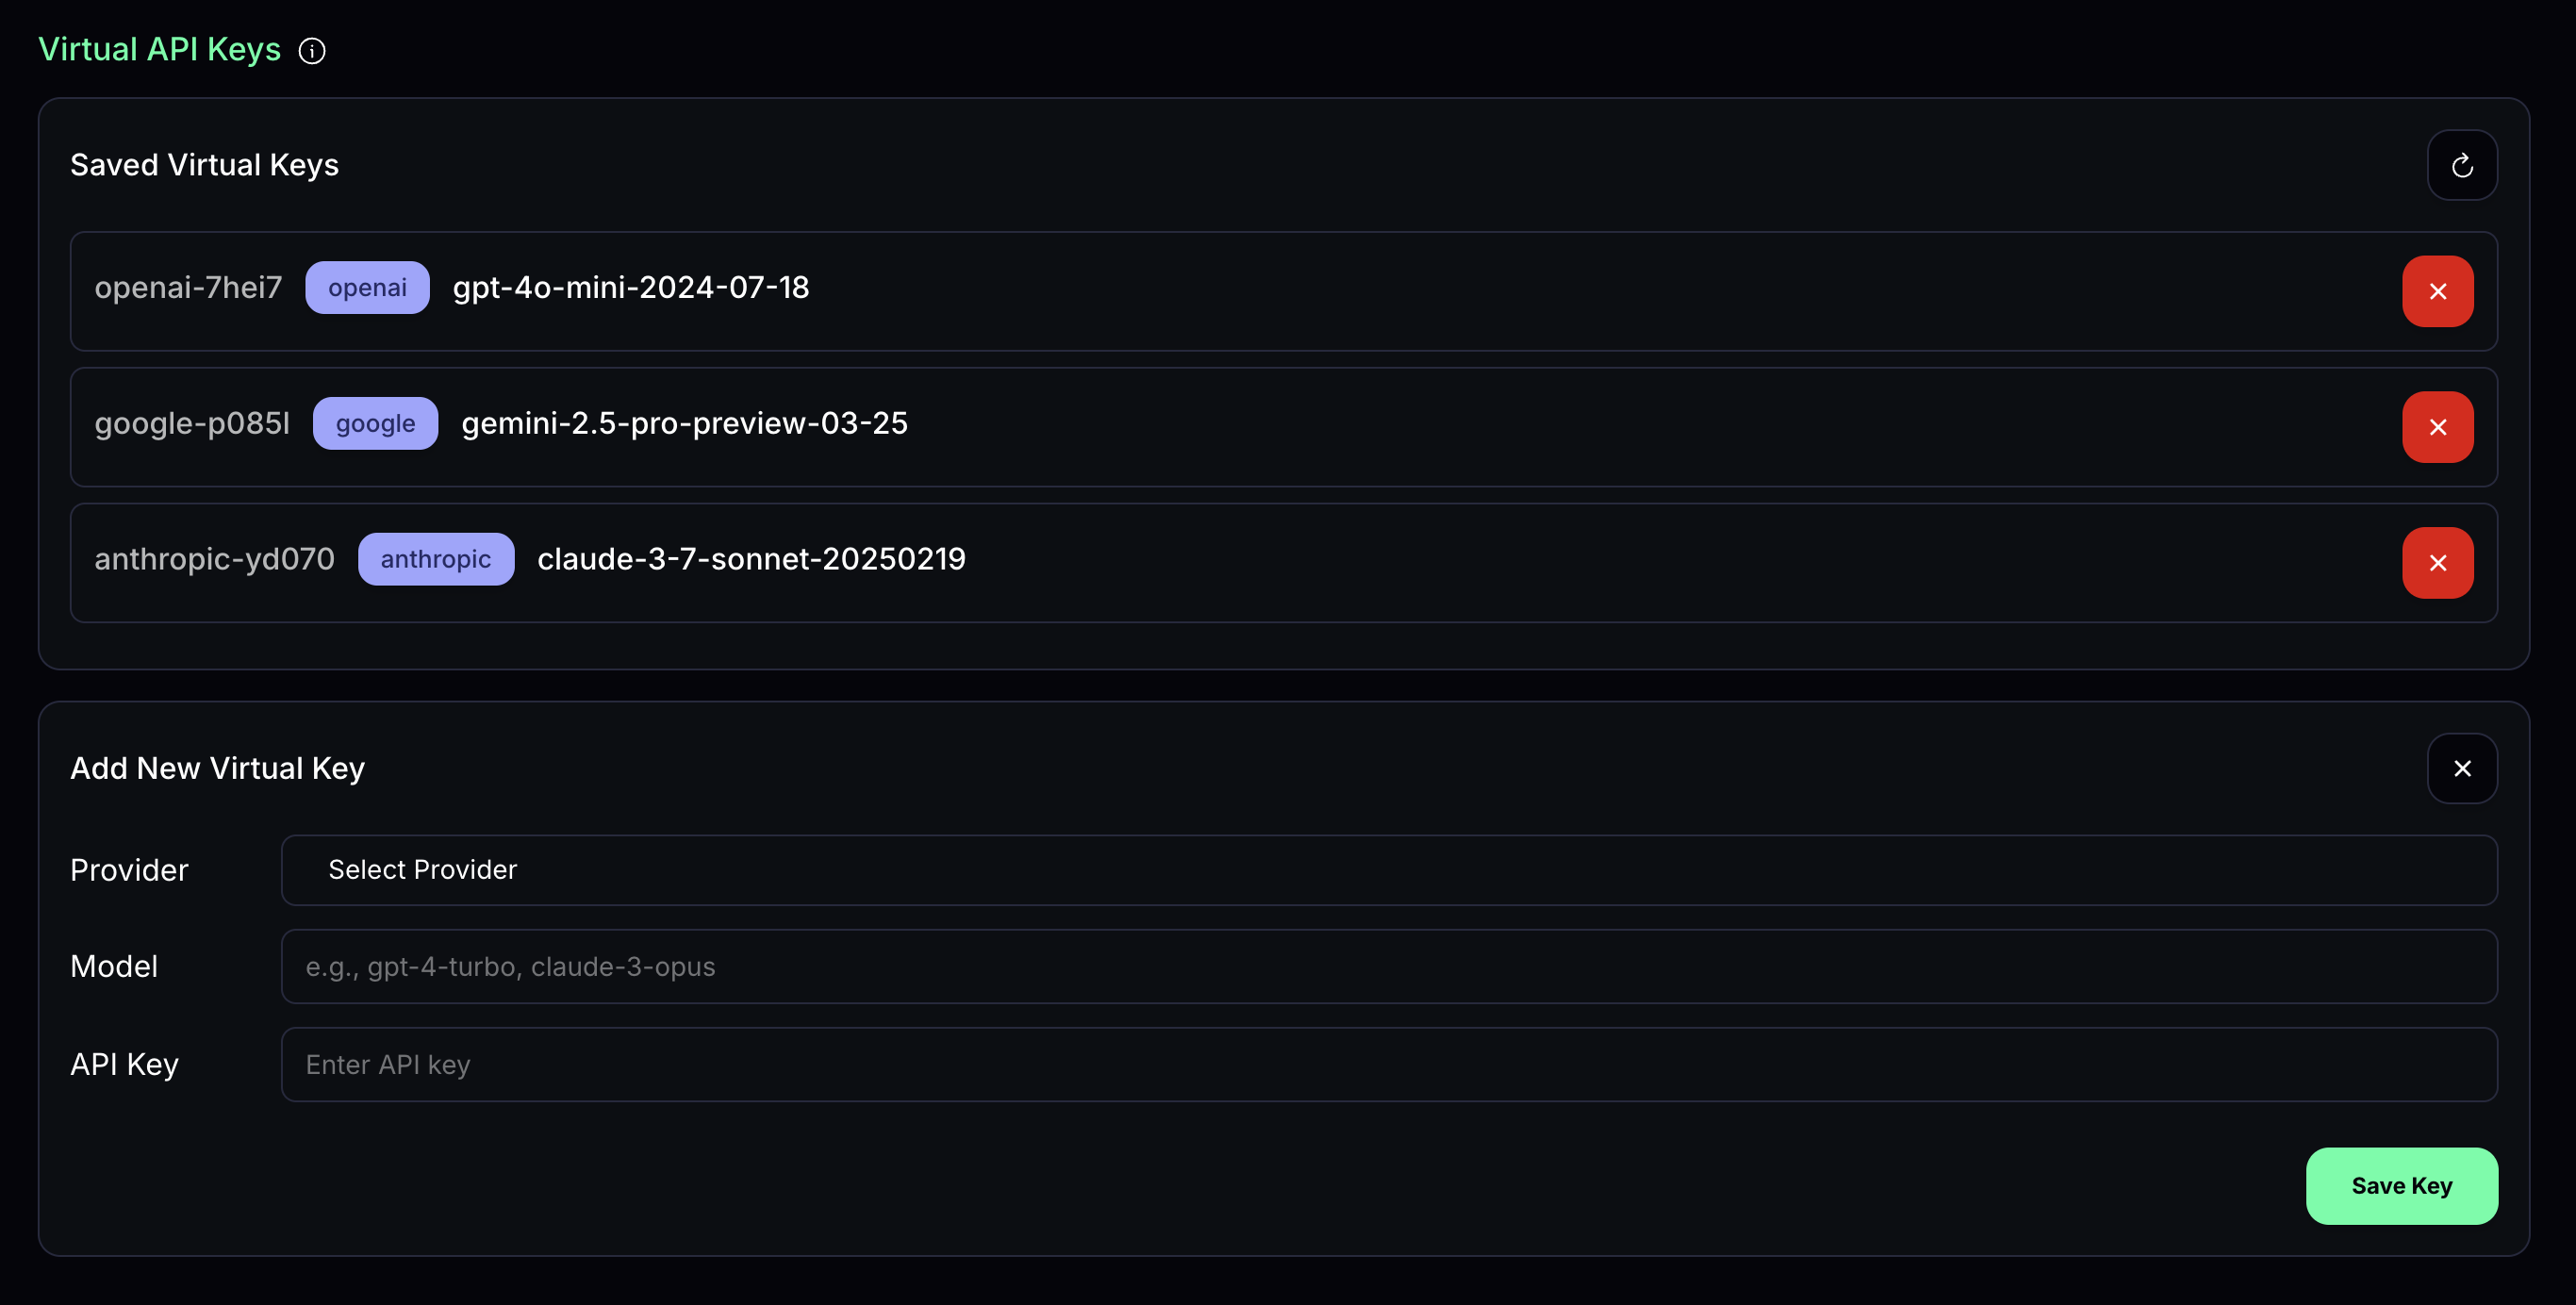 Virtual API Keys
Saved Virtual Keys
openai-7hei7 openai gpt-4o-mini-2024-07-18
google-p085l google gemini-2.5-pro-preview-03-25
anthropic-yd070 anthropic claude-3-7-sonnet-20250219
Add New Virtual Key
Provider Select Provider
Model e.g., gpt-4-turbo, claude-3-opus
API Key Enter API key
Save Key